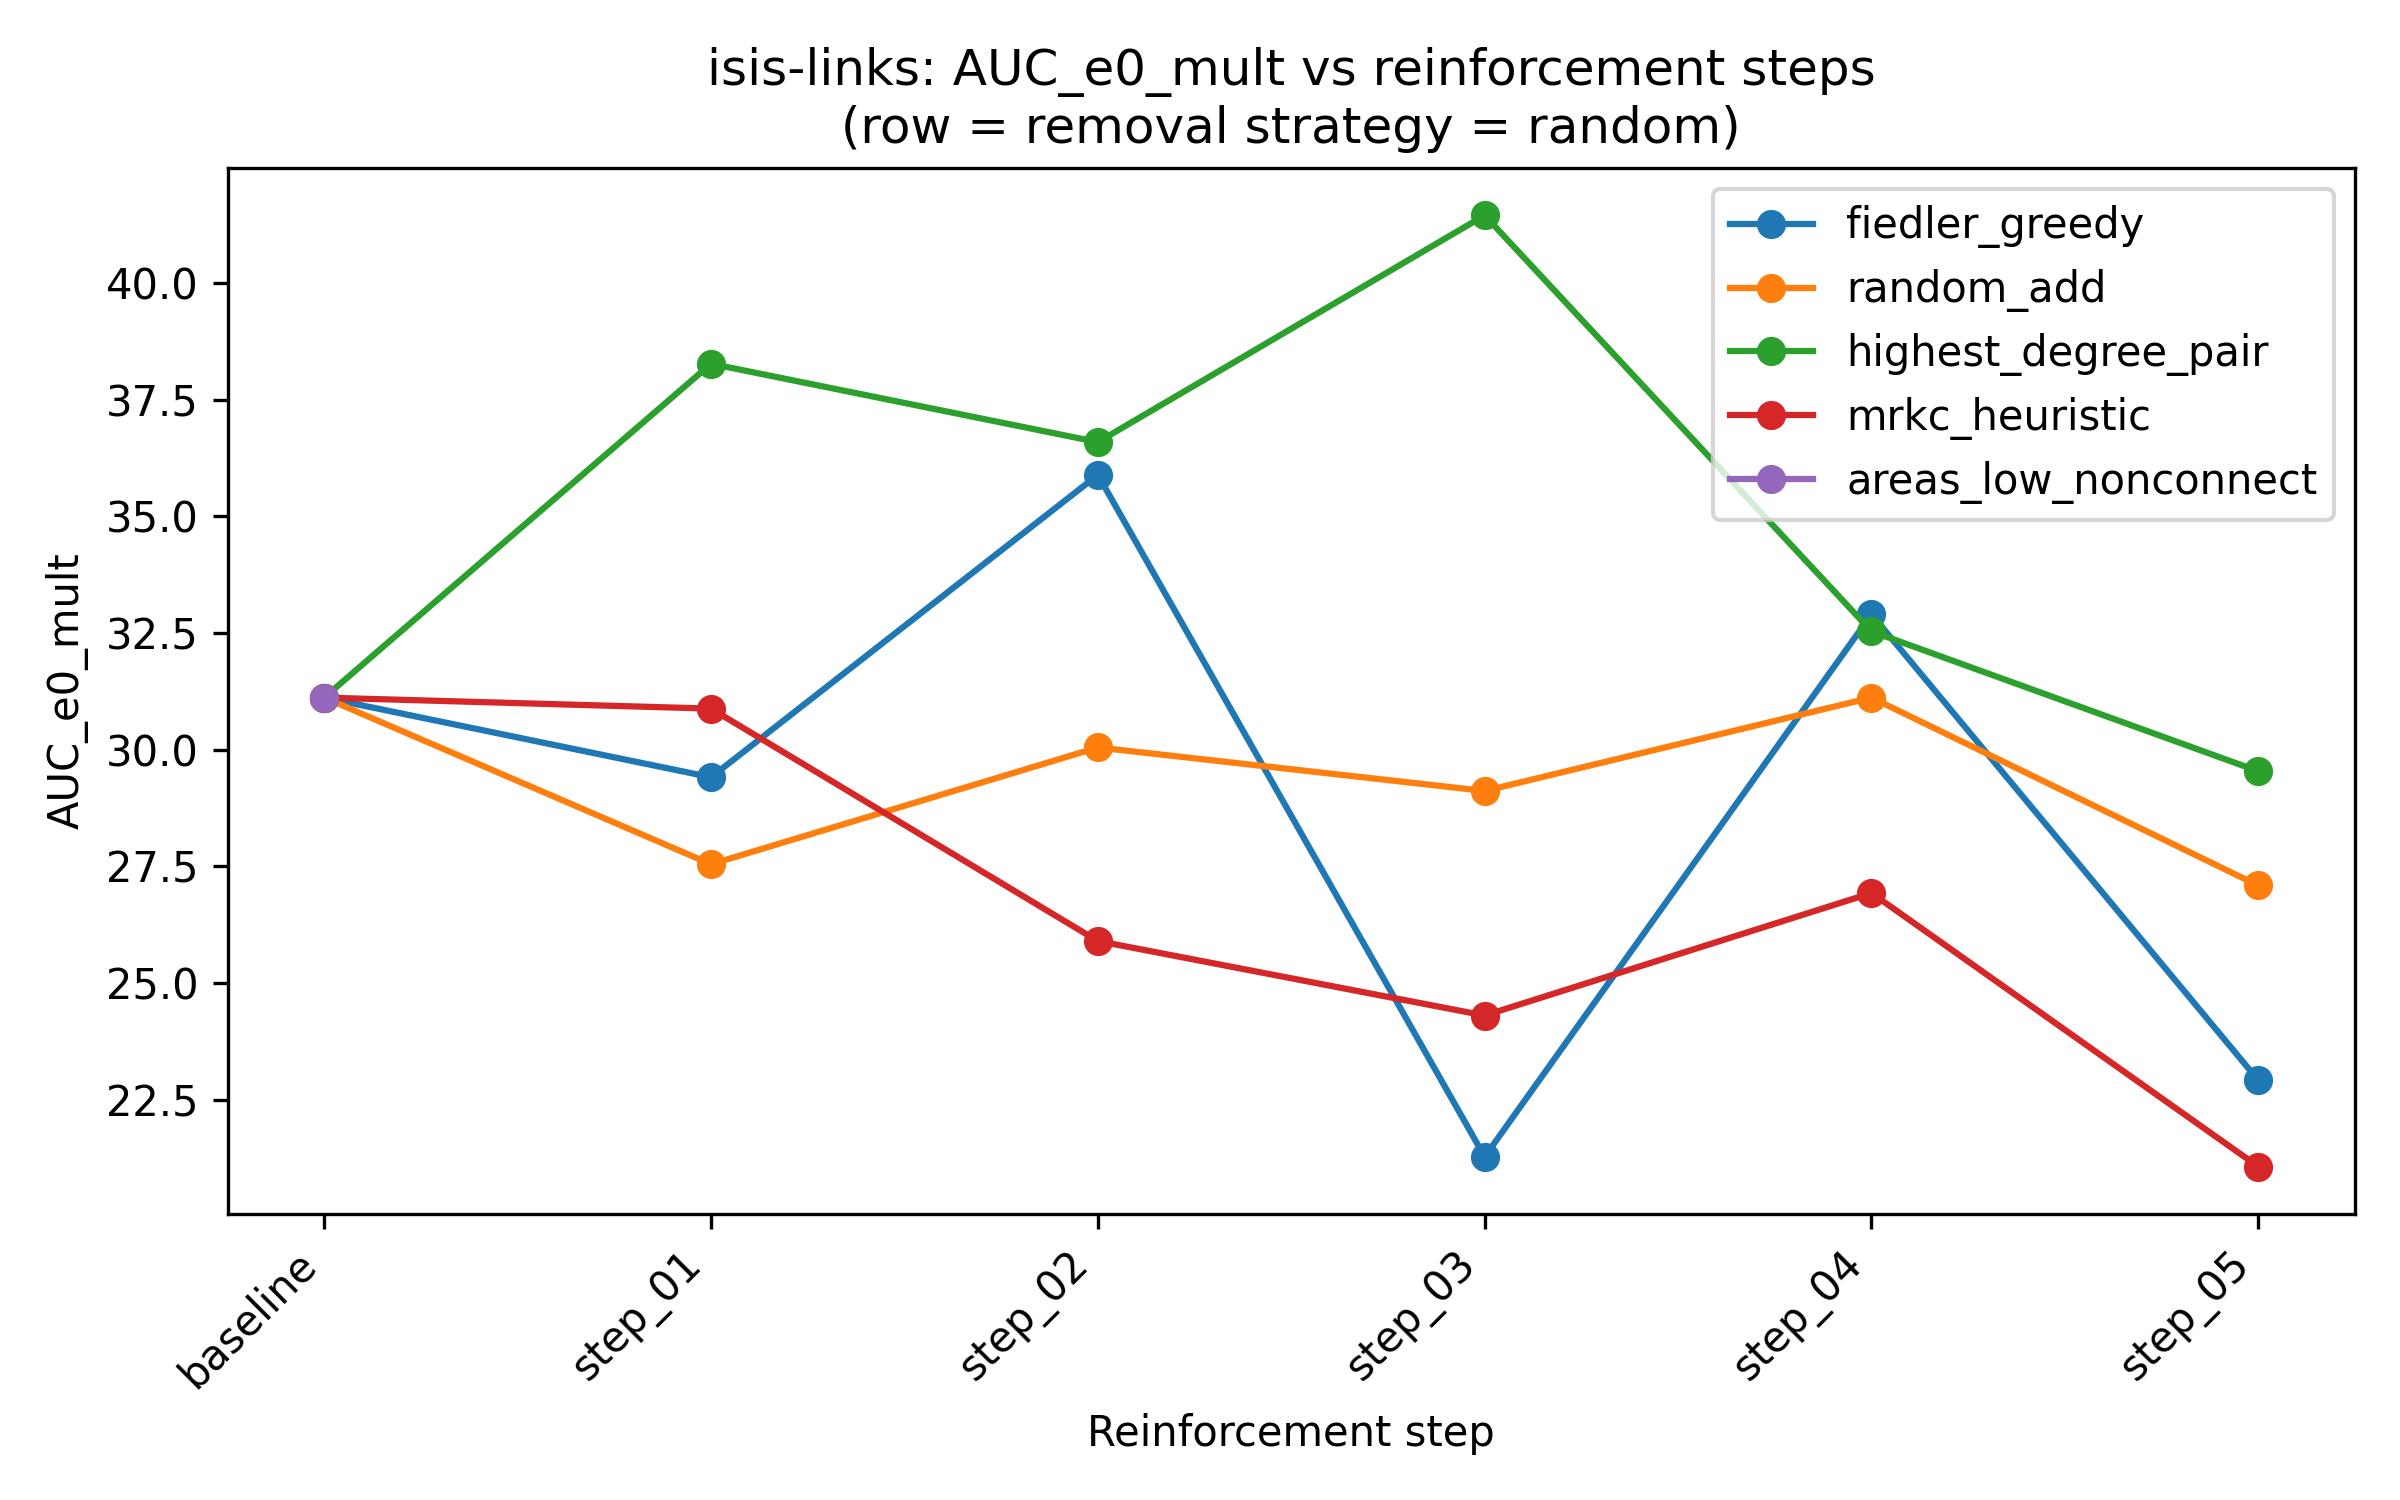 isis-links: AUC_e0_mult vs reinforcement steps
(row = removal strategy = random)
fiedler_greedy
random_add
highest_degree_pair
mrkc_heuristic
areas_low_nonconnect
AUC_e0_mult
40.0
37.5
35.0
32.5
30.0
27.5
25.0
22.5
baseline
step_01
step_02
step_03
step_04
step_05
Reinforcement step